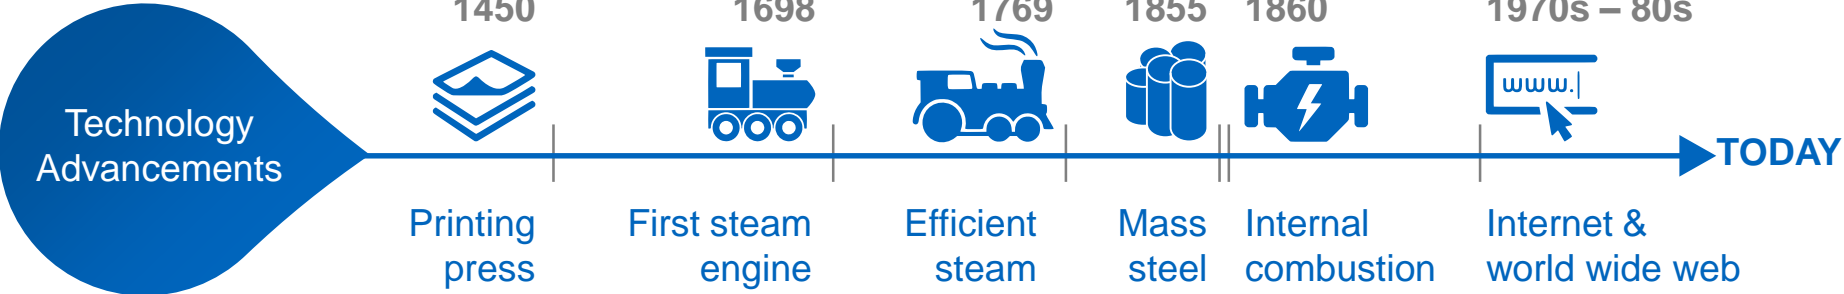 1450
1698
1769
1855
1860
1970s – 80s
Technology
Advancements
www.
TODAY
Printing
press
First steam
engine
Efficient
steam
Mass
steel
Internal
combustion
Internet &
world wide web